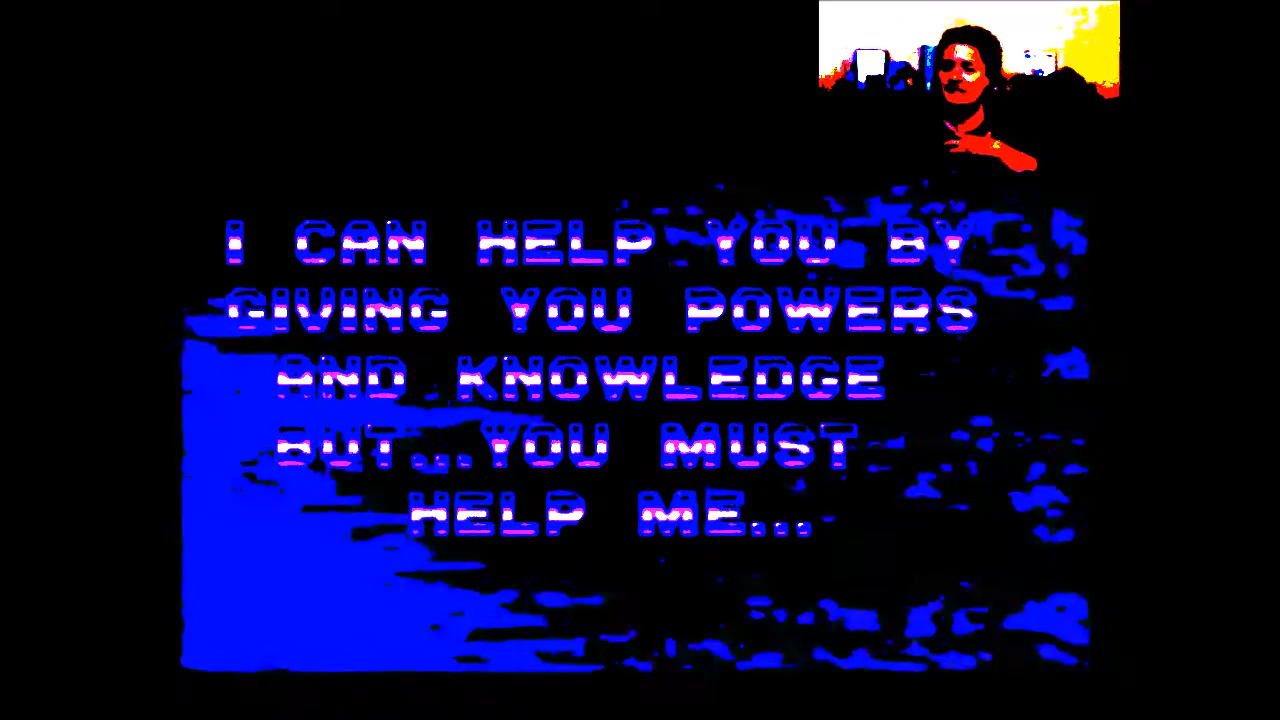 I CAN HELP YOU BY
GIVING YOU POWERS
AND KNOWLEDGE
BUT...YOU MUST
HELP ME...